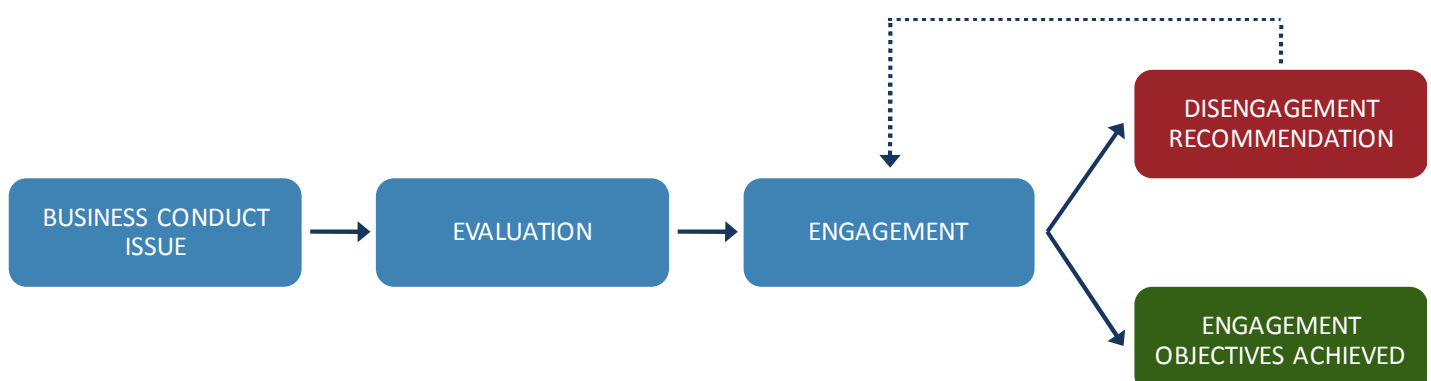 BUSINESS CONDUCT
ISSUE
EVALUATION
ENGAGEMENT
DISENGAGEMENT
RECOMMENDATION
ENGAGEMENT
OBJECTIVES ACHIEVED